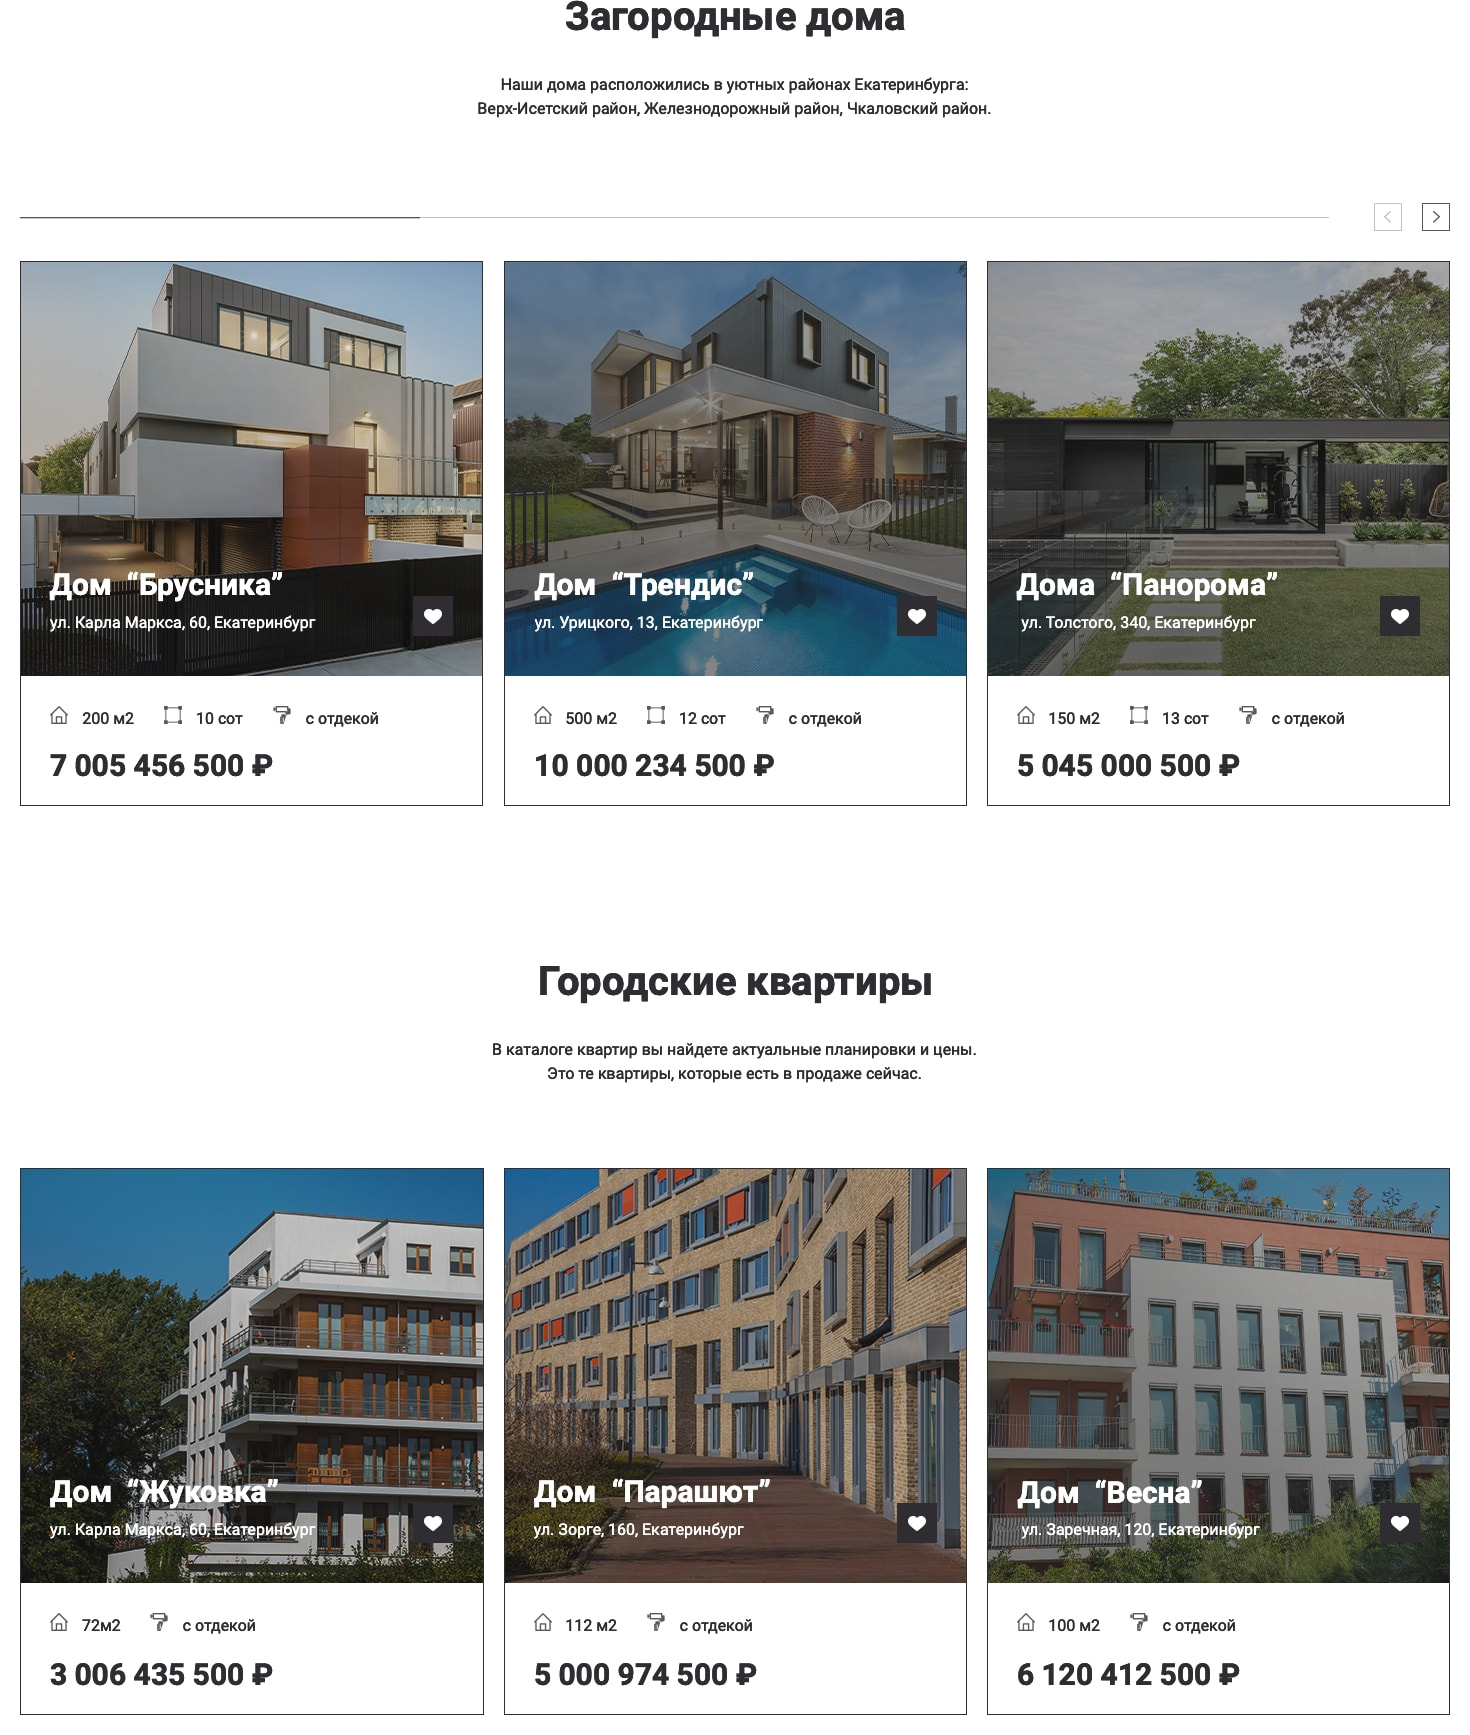 Загородные дома
Наши дома расположились в уютных районах Екатеринбурга:
Верх-Исетский район, Железнодорожный район, Чкаловский район.
Дом “Брусника”
ул. Карла Маркса, 60, Екатеринбург
200 м2 10 сот с отдекой
7 005 456 500 ₽
Дом “Трендис”
ул. Урицкого, 13, Екатеринбург
500 м2 12 сот с отдекой
10 000 234 500 ₽
Дома “Панорома”
ул. Толстого, 340, Екатеринбург
150 м2 13 сот с отдекой
5 045 000 500 ₽
Городские квартиры
В каталоге квартир вы найдете актуальные планировки и цены.
Это те квартиры, которые есть в продаже сейчас.
Дом “Жуковка”
ул. Карла Маркса, 60, Екатеринбург
72м2 с отдекой
3 006 435 500 ₽
Дом “Парашют”
ул. Зорге, 160, Екатеринбург
112 м2 с отдекой
5 000 974 500 ₽
Дом “Весна”
ул. Заречная, 120, Екатеринбург
100 м2 с отдекой
6 120 412 500 ₽